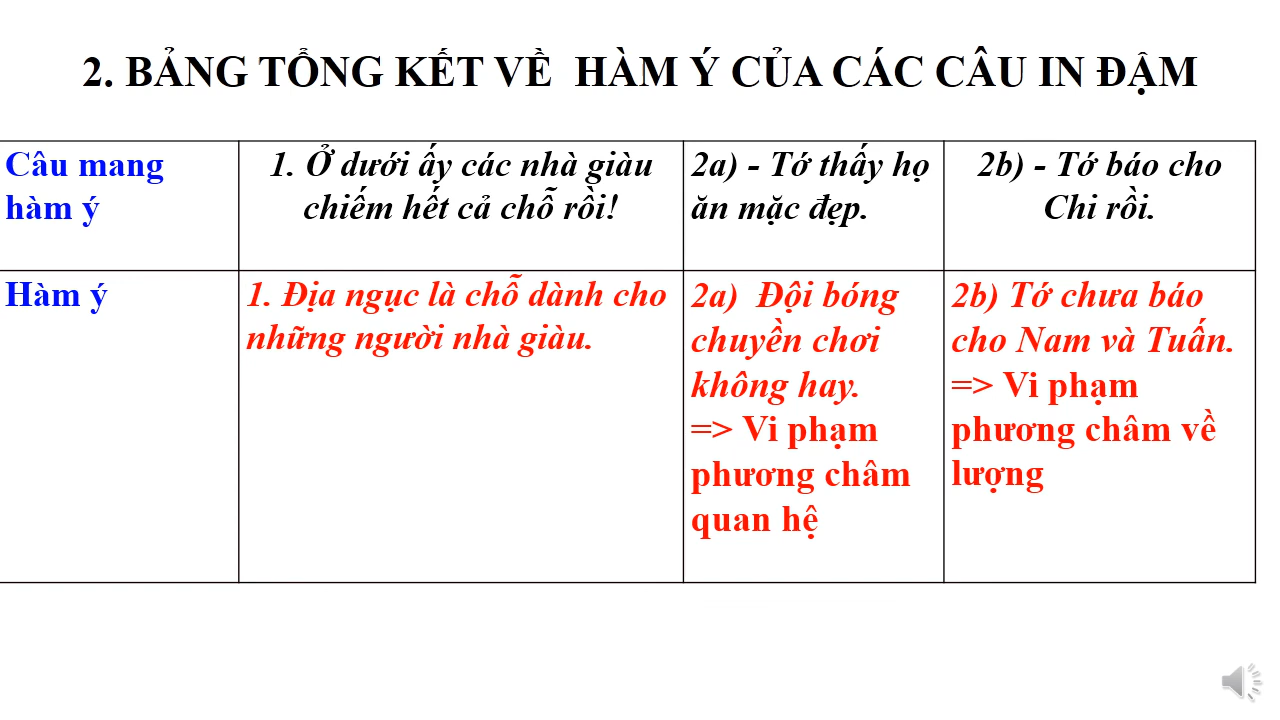 2. BẢNG TỔNG KẾT VỀ HÀM Ý CỦA CÁC CÂU IN ĐẬM
Câu mang
hàm ý
1. Ở dưới ấy các nhà giàu
chiếm hết cả chỗ rồi!
2a) - Tớ thấy họ
ăn mặc đẹp.
2b) - Tớ báo cho
Chi rồi.
Hàm ý
1. Địa ngục là chỗ dành cho
những người nhà giàu.
2a) Đội bóng
chuyền chơi
không hay.
=> Vi phạm
phương châm
quan hệ
2b) Tớ chưa báo
cho Nam và Tuấn.
=> Vi phạm
phương châm về
lượng